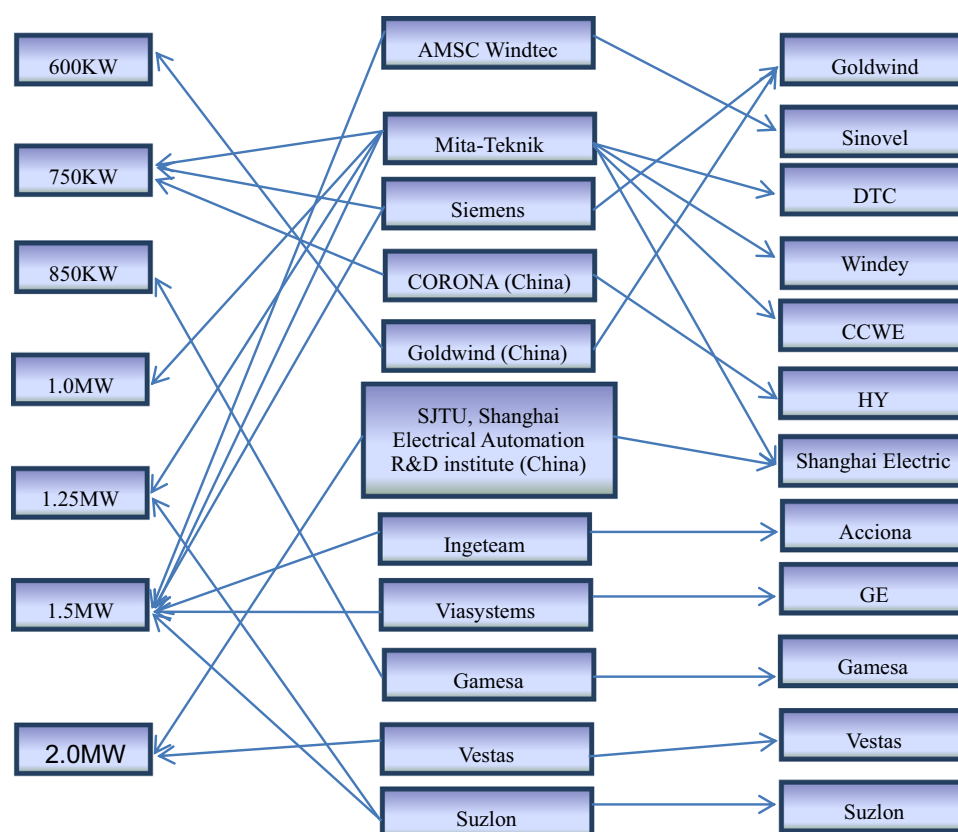 600KW
750KW
850KW
1.0MW
1.25MW
1.5MW
2.0MW
AMSC Windtec
Mita-Teknik
Siemens
CORONA (China)
Goldwind (China)
SJTU, Shanghai
Electrical Automation
R&D institute (China)
Ingeteam
Viasystems
Gamesa
Vestas
Suzlon
Goldwind
Sinovel
DTC
Windey
CCWE
HY
Shanghai Electric
Acciona
GE
Gamesa
Vestas
Suzlon